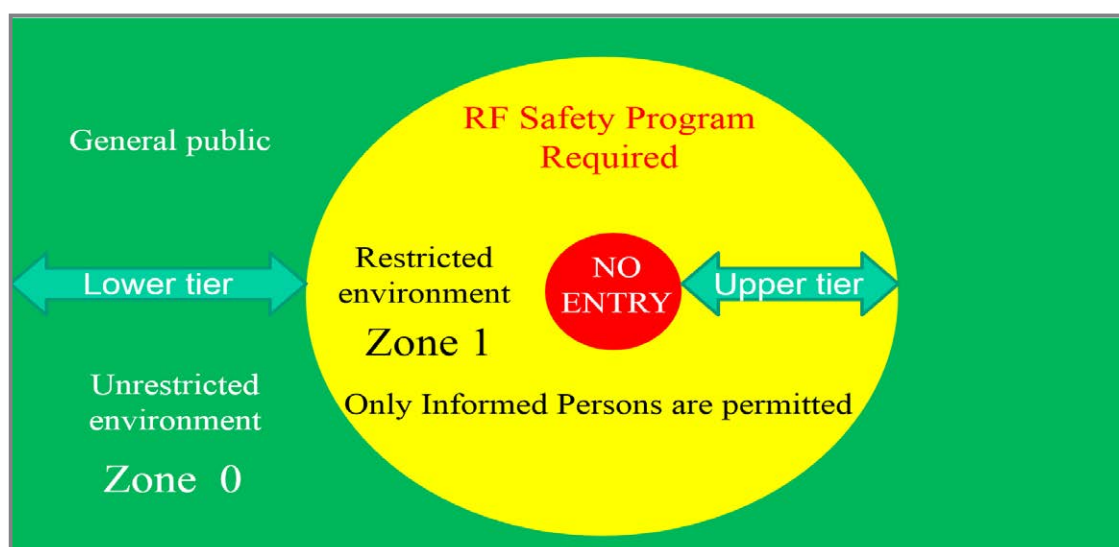 General public
Lower tier
Unrestricted
environment
Zone 0
RF Safety Program
Required
Restricted
environment
Zone 1
NO
ENTRY
Upper tier
Only Informed Persons are permitted